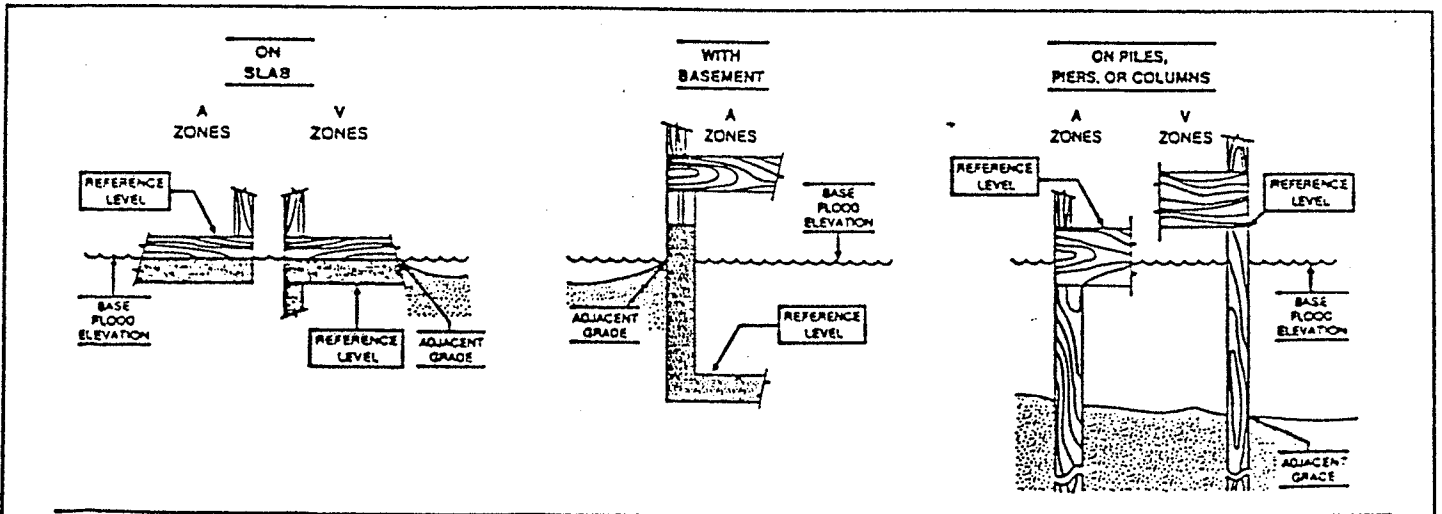 ON
SLAB
A
ZONES
V
ZONES
REFERENCE
LEVEL
BASE
FLOOD
ELEVATION
REFERENCE
LEVEL
ADJACENT
GRADE
WITH
BASEMENT
A
ZONES
BASE
FLOOD
ELEVATION
ADJACENT
GRADE
REFERENCE
LEVEL
ON PILES,
PIERS, OR COLUMNS
A
ZONES
V
ZONES
REFERENCE
LEVEL
REFERENCE
LEVEL
BASE
FLOOD
ELEVATION
ADJACENT
GRADE